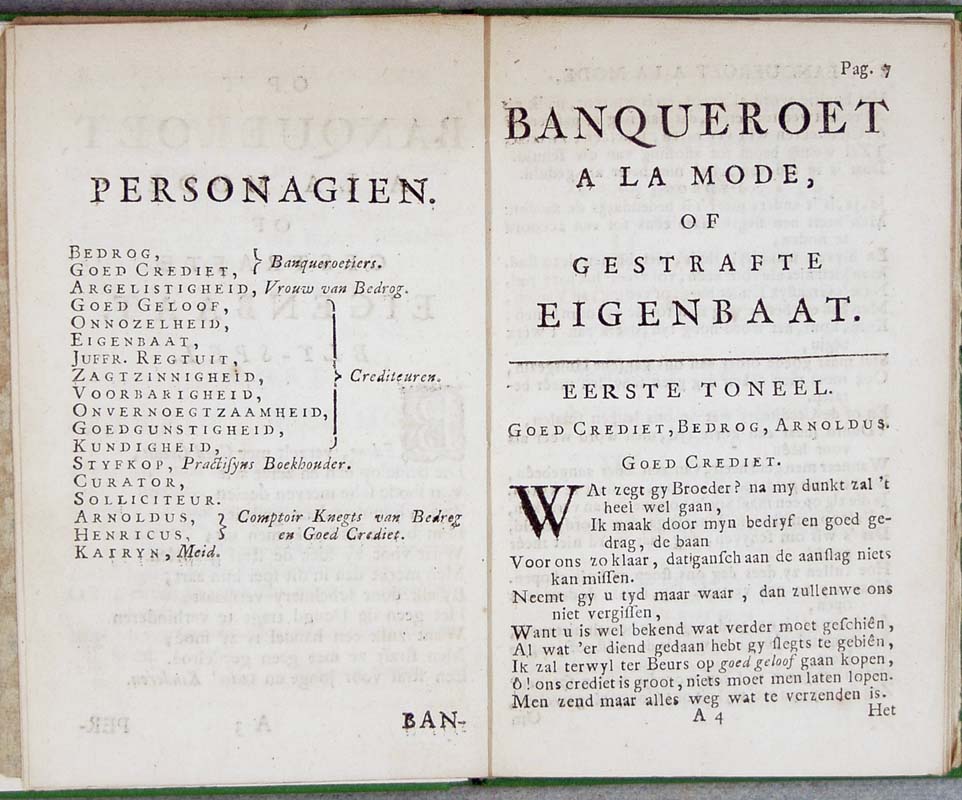 PERSONAGIEN.
BEDROG,
GOED CREDIET, } Banqueroetiers.
ARGELISTIGHEID, Vrouw van Bedrog.
GOED GELOOF,
ONNOZELHEID,
EIGENBAAT,
JUFFR. REGTUIT,
ZAGTZINNIGHEID, } Crediteuren.
VOORBARIGHEID,
ONVERNOEGTZAAMHEID,
GOEDGUNSTIGHEID,
KUNDIGHEID,
STYFKOP, Practiſyns Boekhouder.
CURATOR,
SOLLICITEUR.
ARNOLDUS, } Comptoir Knegts van Bedreg
HENRICUS, en Goed Crediet.
KATRYN, Meid.
BAN-
Pag. 7
BANQUEROET
A LA MODE,
OF
GESTRAFTE
EIGENBAAT.
EERSTE TONEEL.
GOED CREDIET, BEDROG, ARNOLDUS.
GOED CREDIET.
WAt zegt gy Broeder? na my dunkt zal 't
heel wel gaan,
Ik maak door myn bedryf en goed ge-
drag, de baan
Voor ons zo klaar, dat ganſch aan de aanſlag niets
kan miſſen.
Neemt gy u tyd maar waar, dan zullenwe ons
niet vergiſſen,
Want u is wel bekend wat verder moet geſchiên,
Al wat 'er diend gedaan hebt gy ſlegts te gebiên,
Ik zal terwyl ter Beurs op goed geloof gaan kopen,
ô! ons crediet is groot, niets moet men laten lopen.
Men zend maar alles weg wat te verzenden is.
A 4
Het